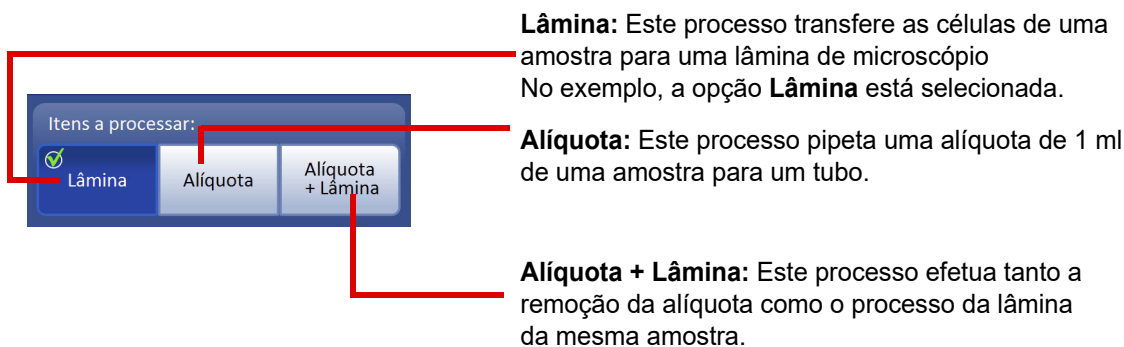 Lâmina: Este processo transfere as células de uma
amostra para uma lâmina de microscópio
No exemplo, a opção Lâmina está selecionada.
Itens a processar:
Lâmina
Alíquota
Alíquota
+ Lâmina
Alíquota: Este processo pipeta uma alíquota de 1 ml
de uma amostra para um tubo.
Alíquota + Lâmina: Este processo efetua tanto a
remoção da alíquota como o processo da lâmina
da mesma amostra.